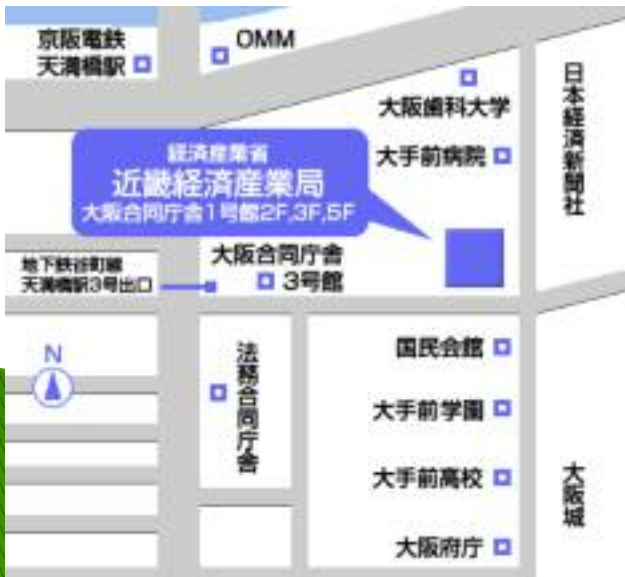 京阪電鉄
天満橋駅
OMM
大阪歯科大学
日本経済新聞社
経済産業省
近畿経済産業局
大阪合同庁舎1号館2F,3F,5F
大手前病院
地下鉄谷町線
天満橋駅3号出口
大阪合同庁舎
3号館
N
法務合同庁舎
国民会館
大手前学園
大手前高校
大阪府庁
大阪城